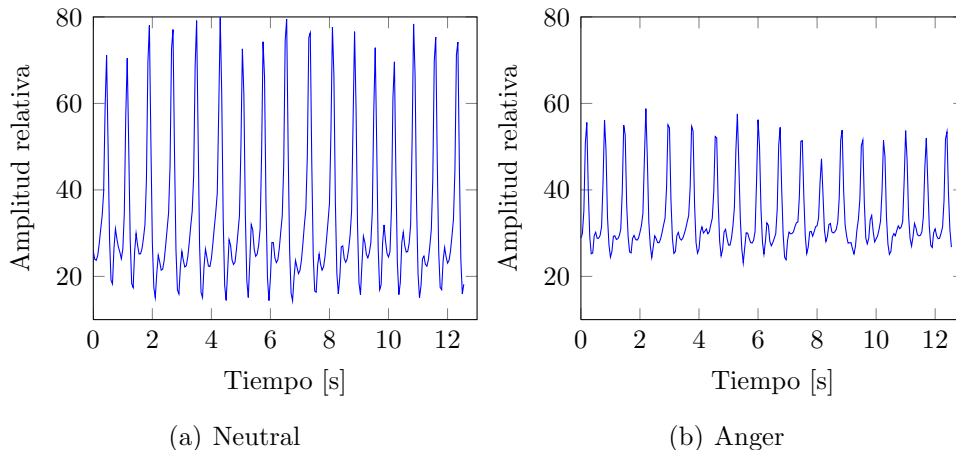 80
60
40
20
Amplitud relativa
0 2 4 6 8 10 12
Tiempo [s]
(a) Neutral
80
60
40
20
Amplitud relativa
0 2 4 6 8 10 12
Tiempo [s]
(b) Anger